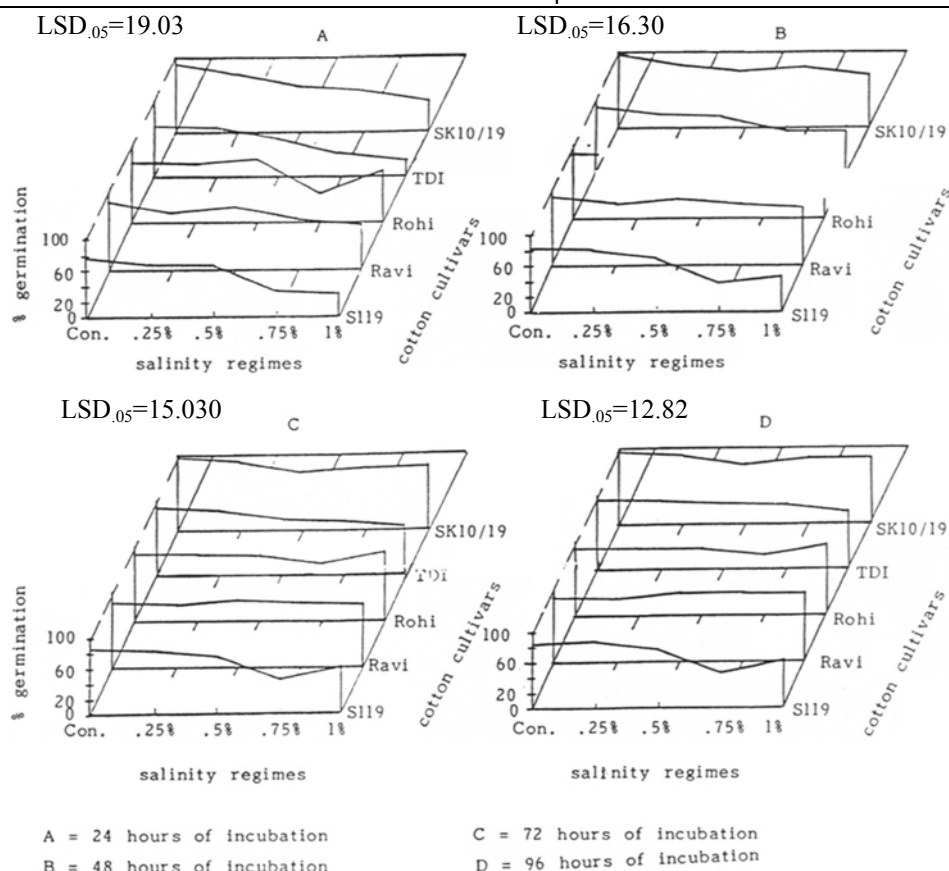 LSD.05=19.03
A
100
60
20
0
% germination
Con. .25% .5% .75% 1%
salinity regimes
SK10/19
TDI
Rohi
Ravi
S119
cotton cultivars
LSD.05=16.30
B
100
60
20
0
Con. .25% .5% .75% 1%
salinity regimes
SK10/19
Rohi
Ravi
S119
cotton cultivars
LSD.05=15.030
C
100
60
20
0
% germination
Con. .25% .5% .75% 1%
salinity regimes
SK10/19
TDI
Rohi
Ravi
S119
cotton cultivars
LSD.05=12.82
D
100
60
20
0
Con. .25% .5% .75% 1%
salinity regimes
SK10/19
TDI
Rohi
Ravi
S119
cotton cultivars
A = 24 hours of incubation
B = 48 hours of incubation
C = 72 hours of incubation
D = 96 hours of incubation